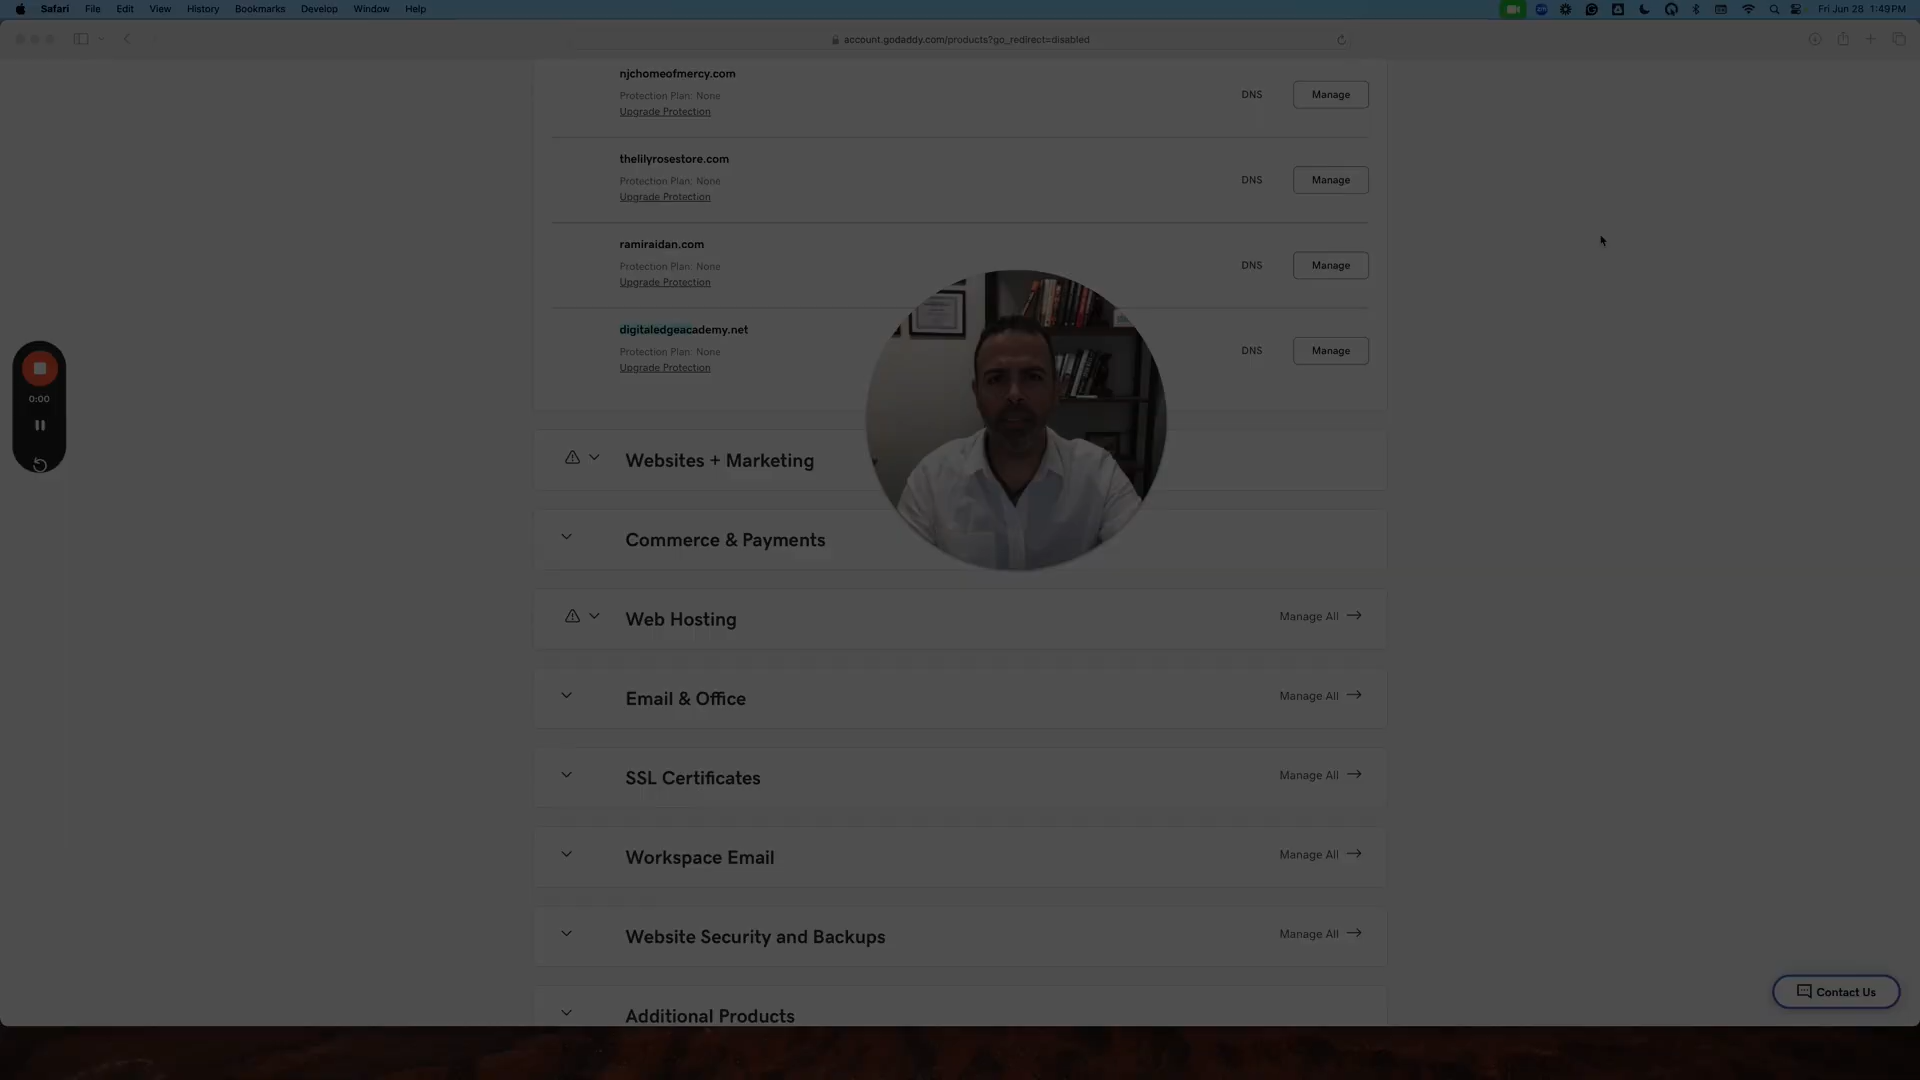 Safari File Edit View History Bookmarks Develop Window Help Fri Jun 28 1:49 PM
account.godaddy.com/products?go_redirect=disabled
njchomeofmercy.com
Protection Plan: None
Upgrade Protection
DNS Manage
thelilyrosestore.com
Protection Plan: None
Upgrade Protection
DNS Manage
ramiraidan.com
Protection Plan: None
Upgrade Protection
DNS Manage
digitaledgeacademy.net
Protection Plan: None
Upgrade Protection
DNS Manage
0:00
Websites + Marketing
Commerce & Payments
Web Hosting Manage All
Email & Office Manage All
SSL Certificates Manage All
Workspace Email Manage All
Website Security and Backups Manage All
Contact Us
Additional Products